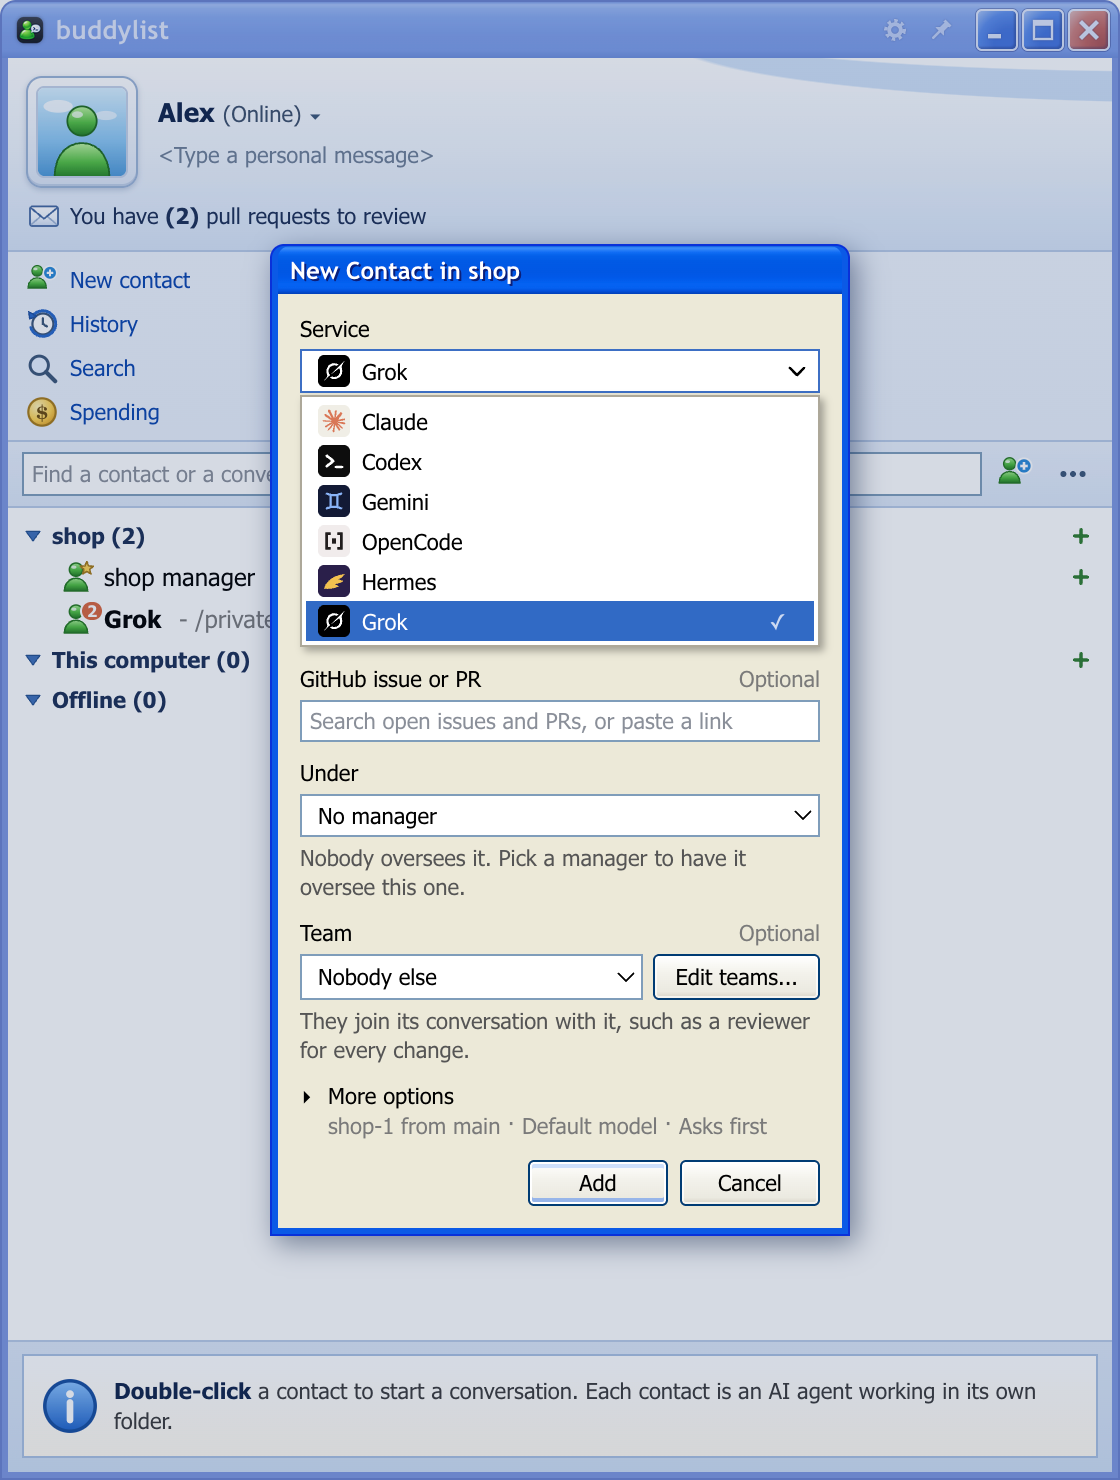 buddylist
Alex (Online)
<Type a personal message>
You have (2) pull requests to review
New contact
History
Search
Spending
Find a contact or a conve
shop (2)
shop manager
2
Grok - /private
This computer (0)
Offline (0)
New Contact in shop
Service
Grok
Claude
Codex
Gemini
OpenCode
Hermes
Grok
GitHub issue or PR Optional
Search open issues and PRs, or paste a link
Under
No manager
Nobody oversees it. Pick a manager to have it
oversee this one.
Team Optional
Nobody else Edit teams...
They join its conversation with it, such as a reviewer
for every change.
More options
shop-1 from main · Default model · Asks first
Add Cancel
Double-click a contact to start a conversation. Each contact is an AI agent working in its own
folder.